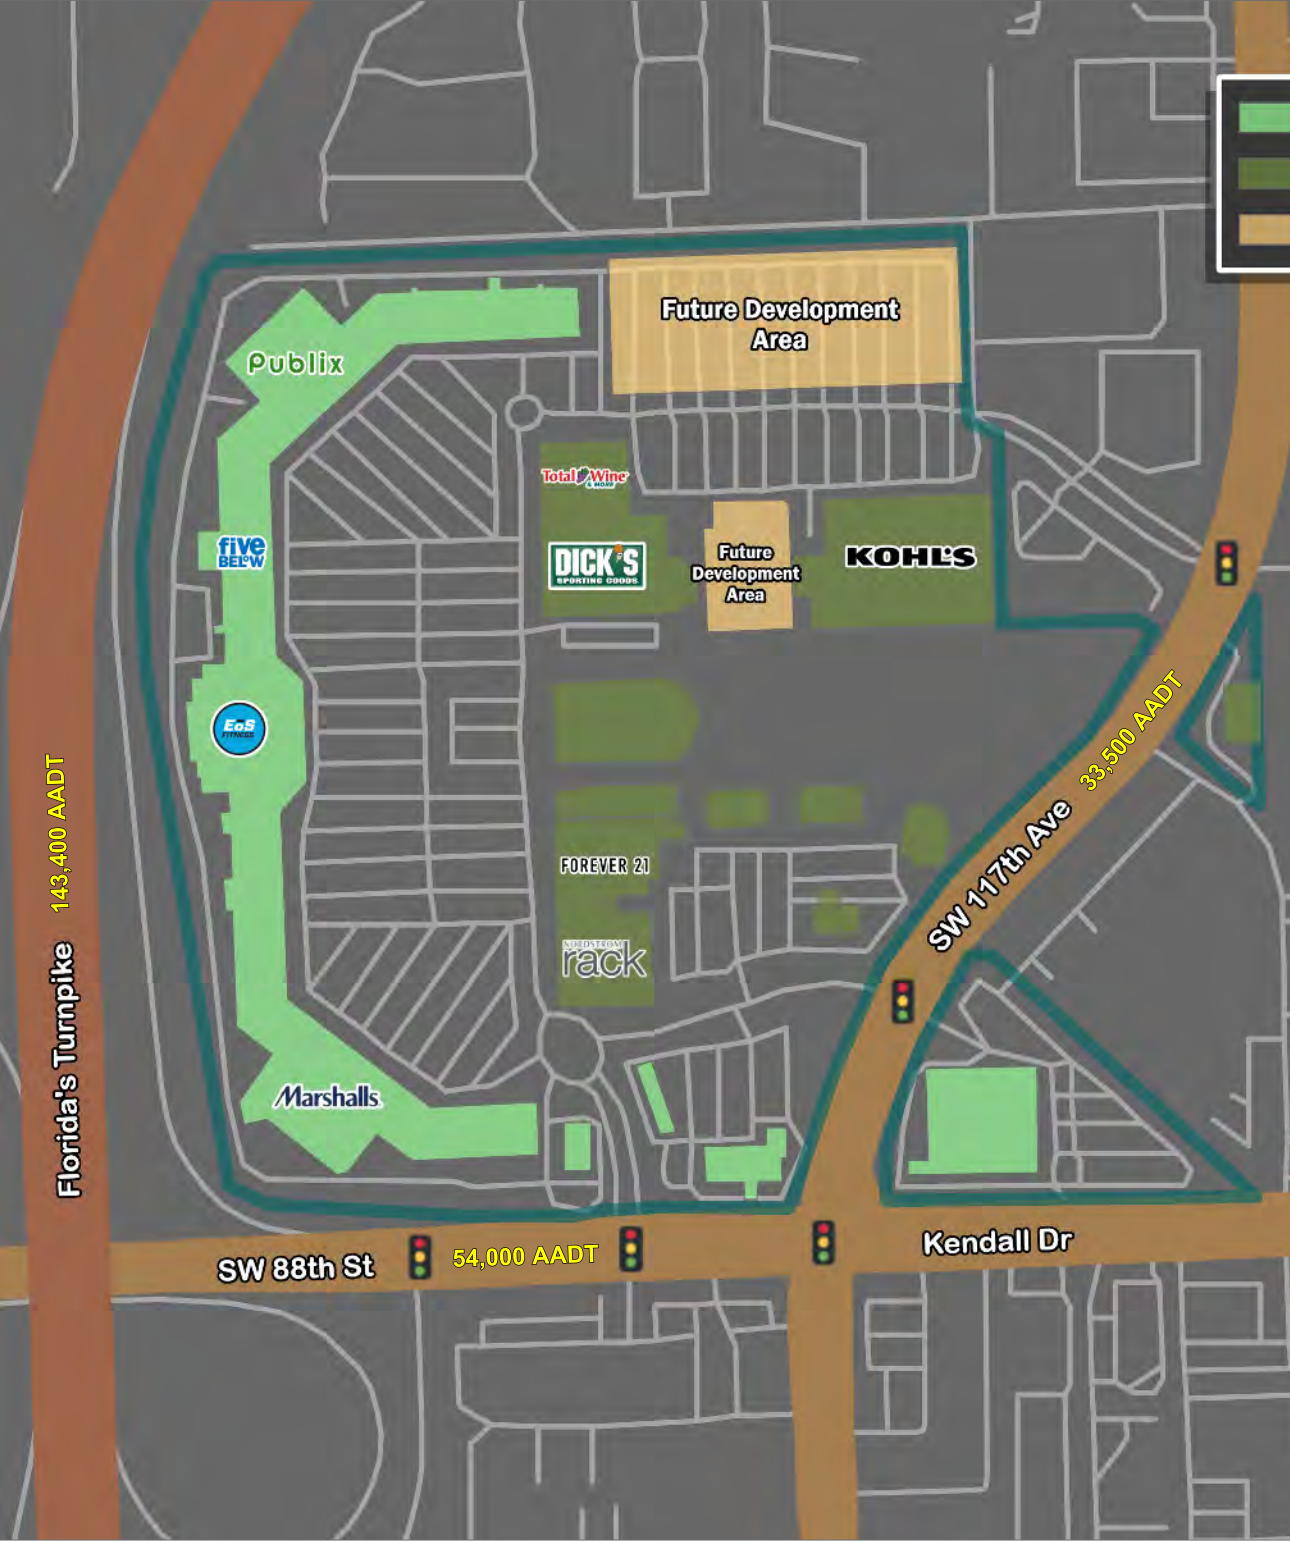 Future Development
Area
Publix
Total Wine
& MORE
five
BELOW
DICK'S
SPORTING GOODS
Future
Development
Area
KOHL'S
EōS
FITNESS
33,500 AADT
SW 117th Ave
143,400 AADT
Florida's Turnpike
FOREVER 21
NORDSTROM
rack
Marshalls
SW 88th St
54,000 AADT
Kendall Dr